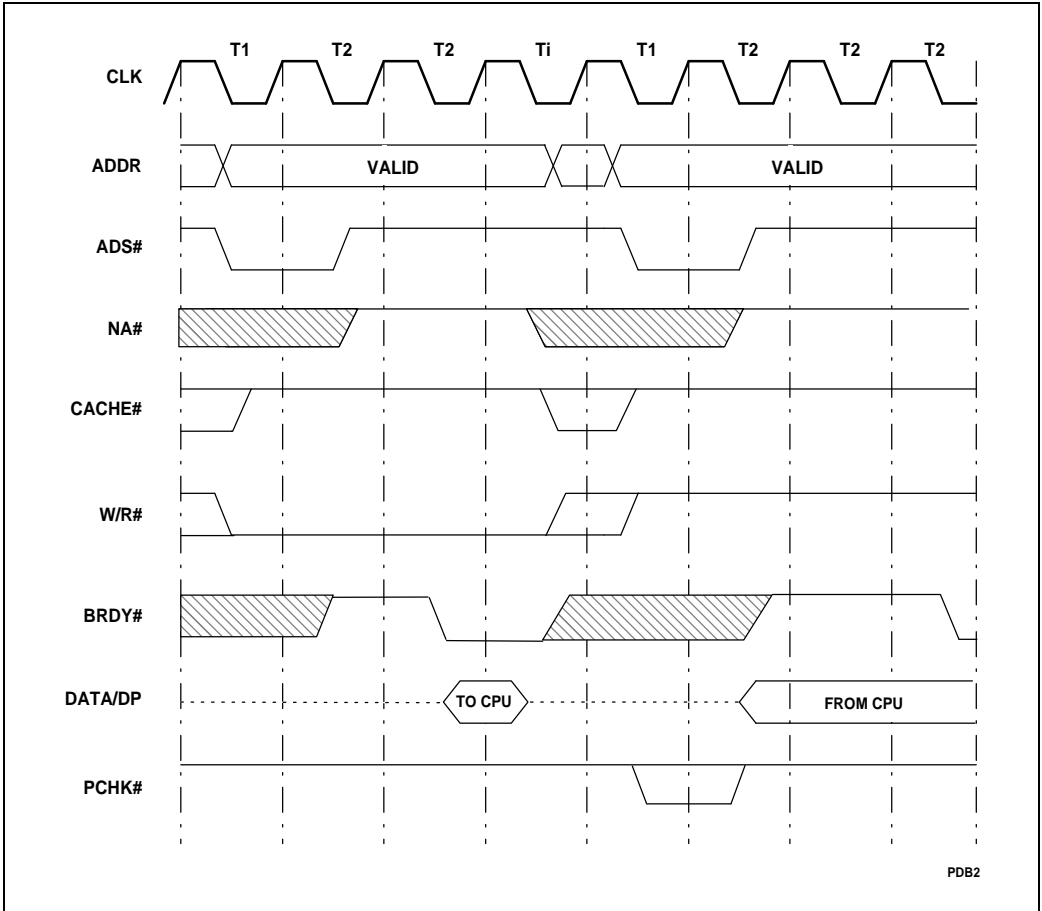 T1 T2 T2 Ti T1 T2 T2 T2
CLK
ADDR VALID VALID
ADS#
NA#
CACHE#
W/R#
BRDY#
DATA/DP TO CPU FROM CPU
PCHK#
PDB2